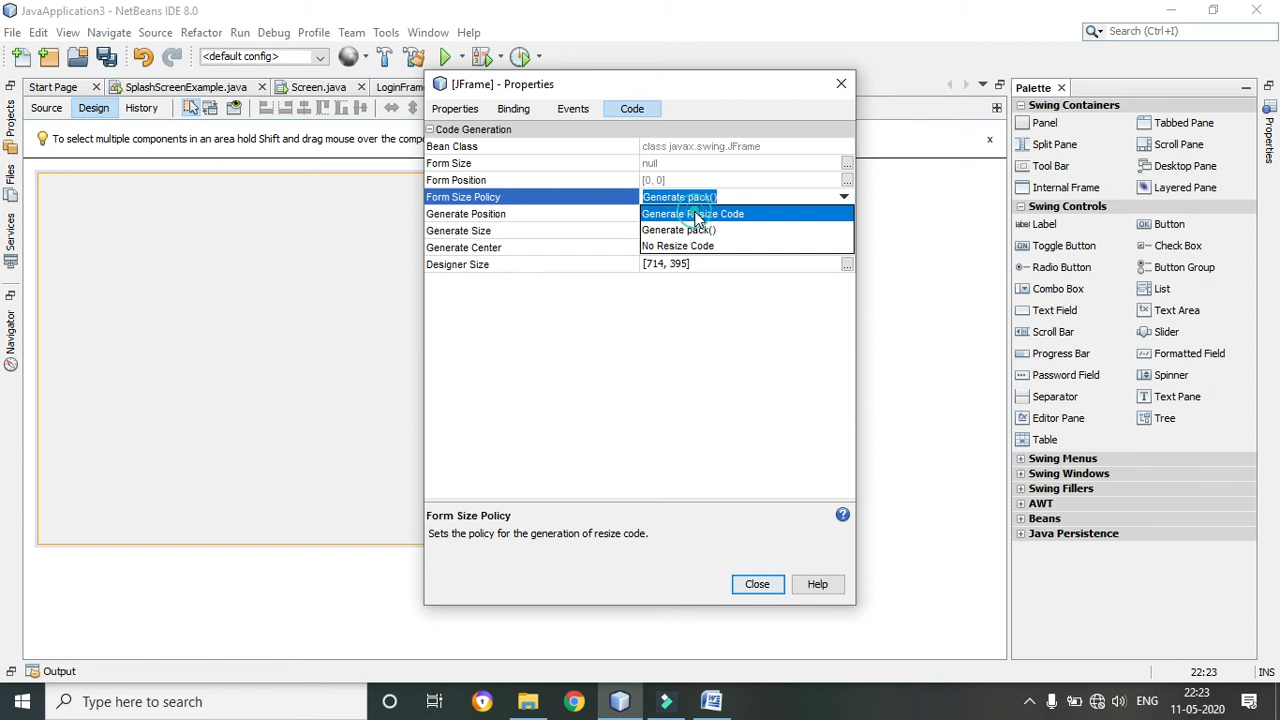 JavaApplication3 - NetBeans IDE 8.0
File Edit View Navigate Source Refactor Run Debug Profile Team Tools Window Help
Search (Ctrl+I)
<default config>
Start Page SplashScreenExample.java Screen.java LoginFram
Source Design History
To select multiple components in an area hold Shift and drag mouse over the compo
Projects
Files
Services
Navigator
[JFrame] - Properties
Properties Binding Events Code
Code Generation
Bean Class class javax.swing.JFrame
Form Size null
Form Position [0, 0]
Form Size Policy Generate pack()
Generate Position Generate Resize Code
Generate Size Generate pack()
Generate Center No Resize Code
Designer Size [714, 395]
Form Size Policy
Sets the policy for the generation of resize code.
Close Help
Palette
Swing Containers
Panel Tabbed Pane
Split Pane Scroll Pane
Tool Bar Desktop Pane
Internal Frame Layered Pane
Swing Controls
Label Button
Toggle Button Check Box
Radio Button Button Group
Combo Box List
Text Field Text Area
Scroll Bar Slider
Progress Bar Formatted Field
Password Field Spinner
Separator Text Pane
Editor Pane Tree
Table
Swing Menus
Swing Windows
Swing Fillers
AWT
Beans
Java Persistence
Properties
Output
22:23 INS
Type here to search
ENG
22:23
11-05-2020